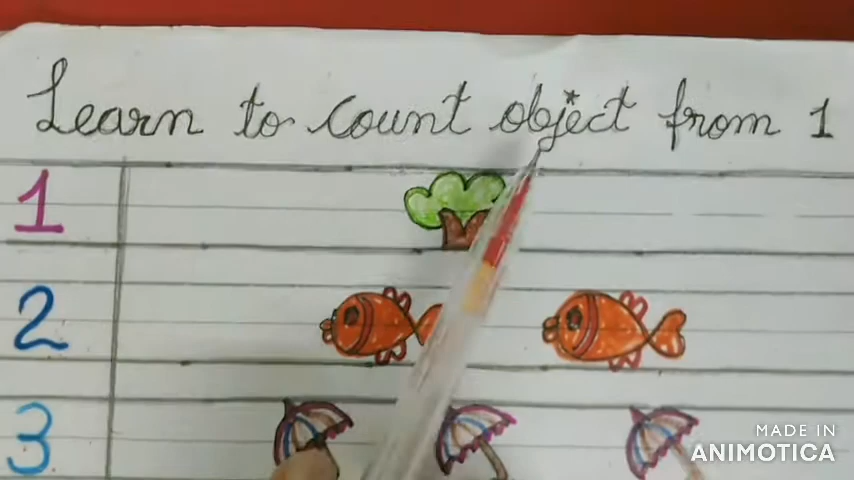 Learn to count object from 1
1
2
3
MADE IN
ANIMOTICA